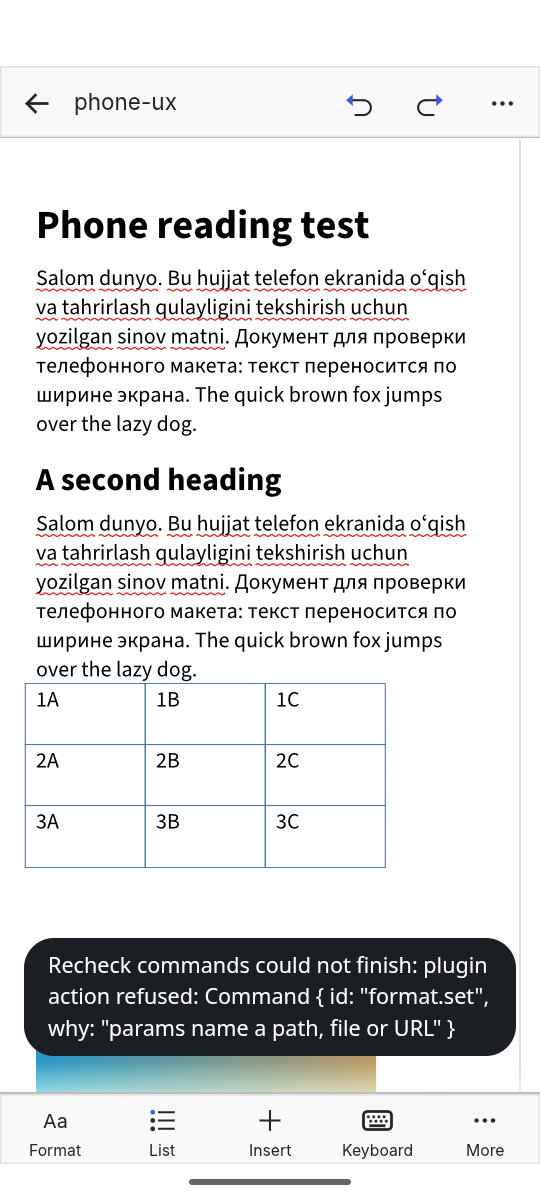 phone-ux
Phone reading test
Salom dunyo. Bu hujjat telefon ekranida oʻqish
va tahrirlash qulayligini tekshirish uchun
yozilgan sinov matni. Документ для проверки
телефонного макета: текст переносится по
ширине экрана. The quick brown fox jumps
over the lazy dog.
A second heading
Salom dunyo. Bu hujjat telefon ekranida oʻqish
va tahrirlash qulayligini tekshirish uchun
yozilgan sinov matni. Документ для проверки
телефонного макета: текст переносится по
ширине экрана. The quick brown fox jumps
over the lazy dog.
1A 1B 1C
2A 2B 2C
3A 3B 3C
Recheck commands could not finish: plugin
action refused: Command { id: "format.set",
why: "params name a path, file or URL" }
Aa
Format List Insert Keyboard More